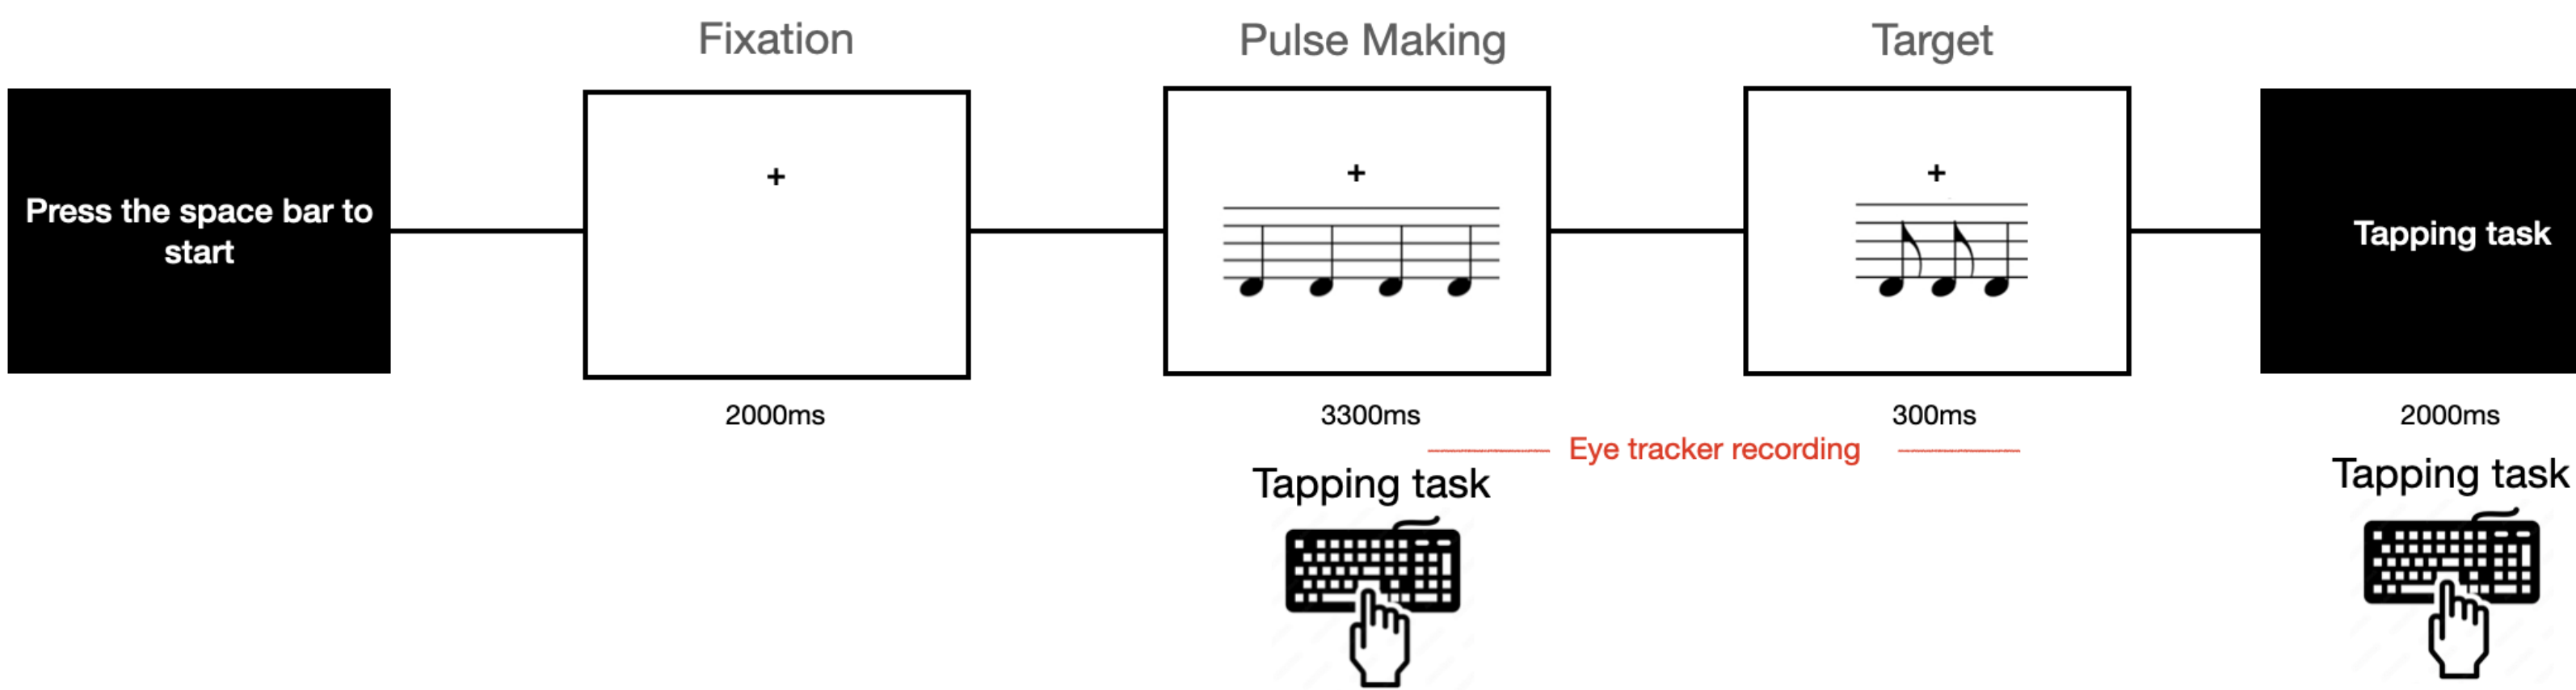 Fixation
Pulse Making
Target
Press the space bar to
start
+
+
+
Tapping task
2000ms
3300ms
300ms
2000ms
Eye tracker recording
Tapping task
Tapping task